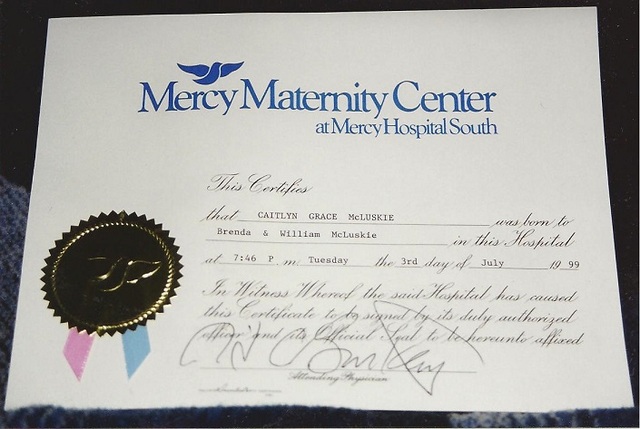 Mercy Maternity Center
at Mercy Hospital South
This Certifies
that CAITLYN GRACE McLUSKIE was born to
Brenda & William McLuskie in this Hospital
at 7:46 P m Tuesday the 3rd day of July 19 99
In Witness Whereof the said Hospital has caused
this Certificate to be signed by its duly authorized
officer and its Official Seal to be hereunto affixed
Attending Physician